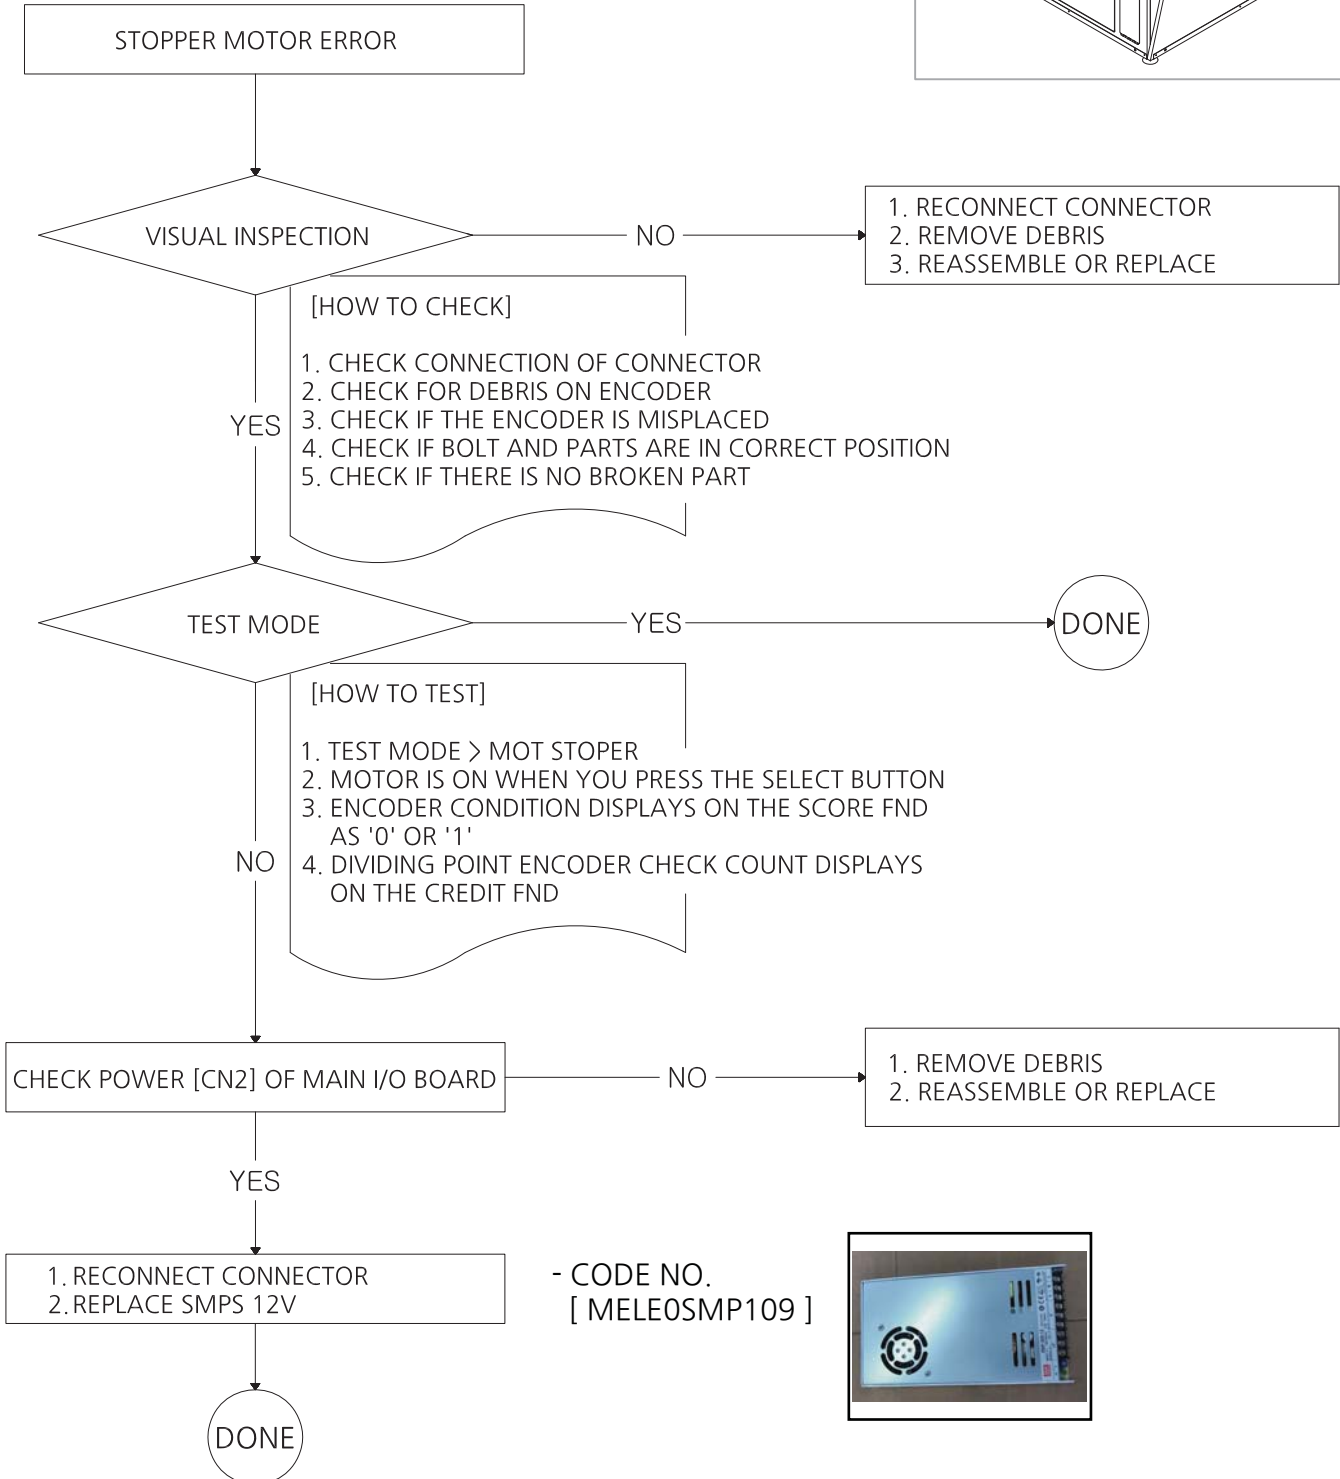 STOPPER MOTOR ERROR
VISUAL INSPECTION
NO
1. RECONNECT CONNECTOR
2. REMOVE DEBRIS
3. REASSEMBLE OR REPLACE
[HOW TO CHECK]
1. CHECK CONNECTION OF CONNECTOR
2. CHECK FOR DEBRIS ON ENCODER
3. CHECK IF THE ENCODER IS MISPLACED
4. CHECK IF BOLT AND PARTS ARE IN CORRECT POSITION
5. CHECK IF THERE IS NO BROKEN PART
YES
TEST MODE
YES
DONE
[HOW TO TEST]
1. TEST MODE > MOT STOPER
2. MOTOR IS ON WHEN YOU PRESS THE SELECT BUTTON
3. ENCODER CONDITION DISPLAYS ON THE SCORE FND
AS '0' OR '1'
4. DIVIDING POINT ENCODER CHECK COUNT DISPLAYS
ON THE CREDIT FND
NO
CHECK POWER [CN2] OF MAIN I/O BOARD
NO
1. REMOVE DEBRIS
2. REASSEMBLE OR REPLACE
YES
1. RECONNECT CONNECTOR
2. REPLACE SMPS 12V
- CODE NO.
[ MELE0SMP109 ]
DONE